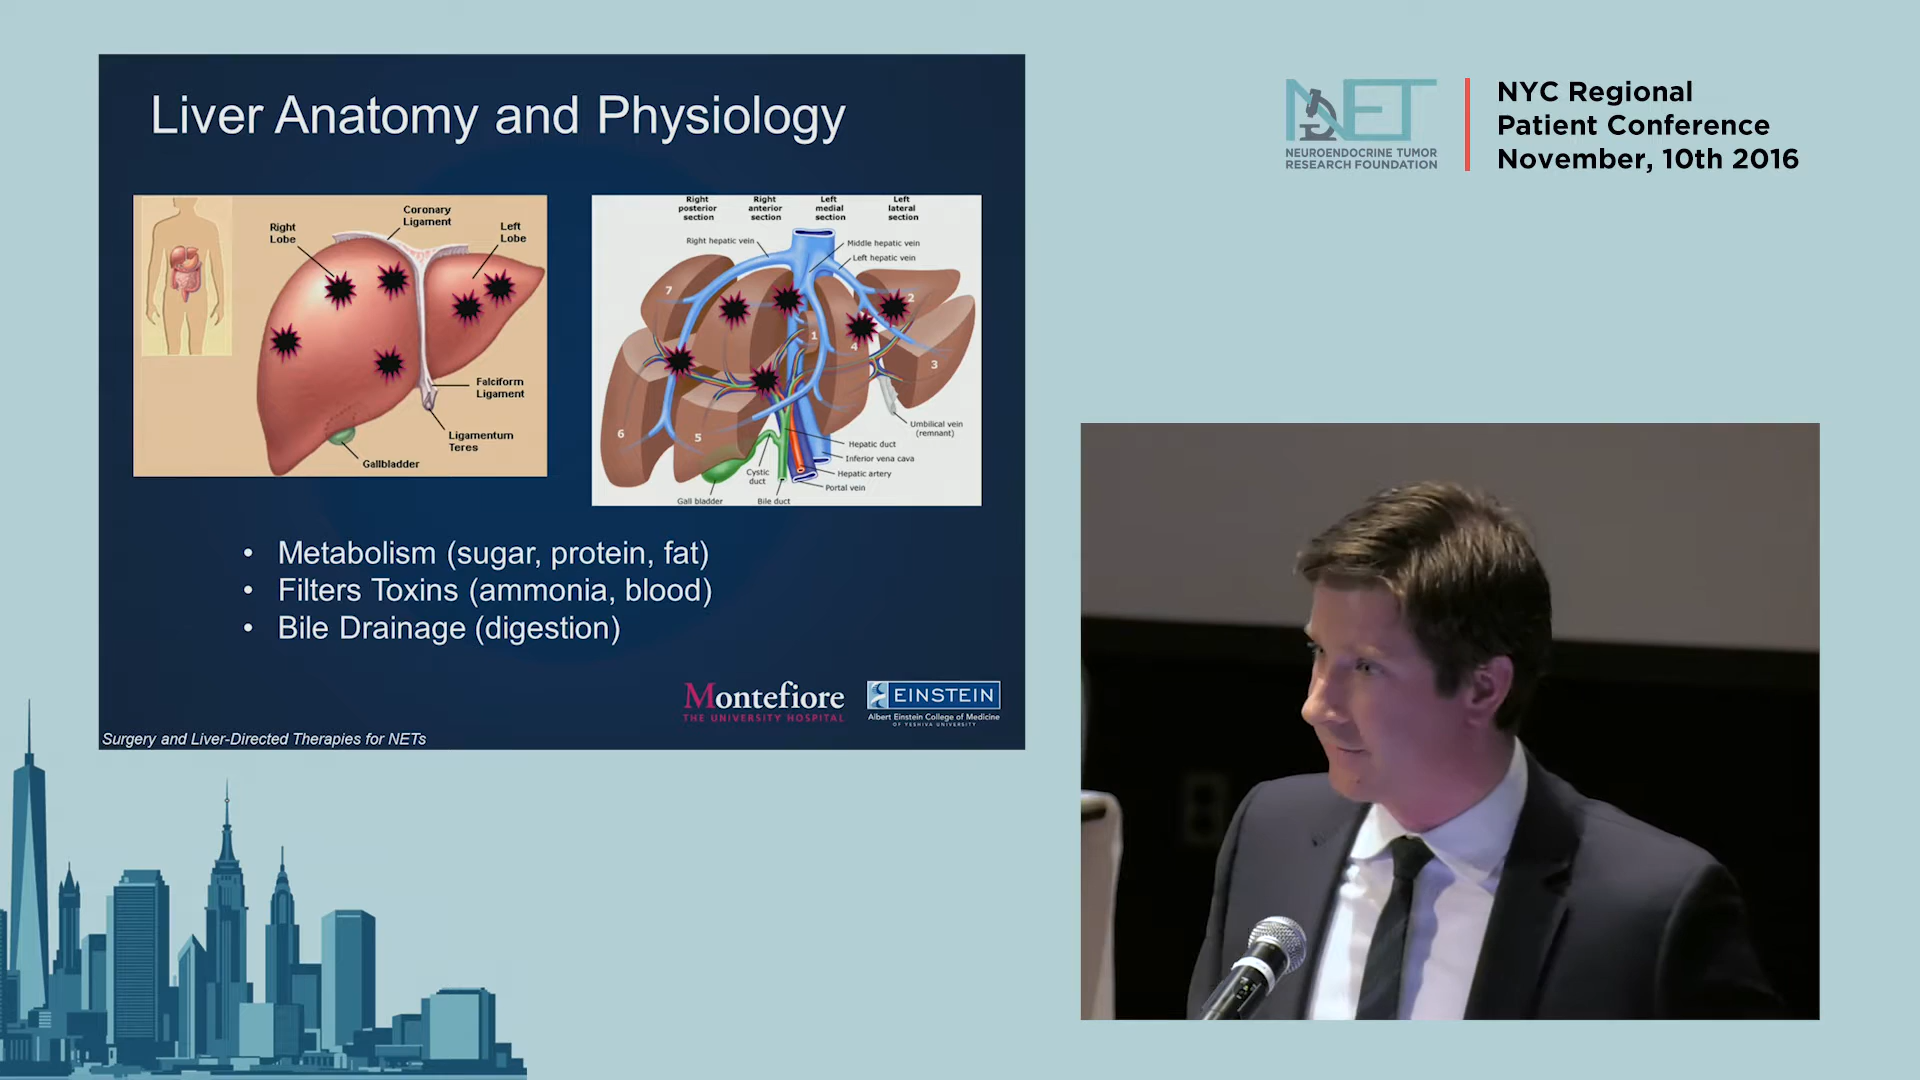 Liver Anatomy and Physiology
Coronary
Ligament
Right
Lobe
Left
Lobe
Falciform
Ligament
Ligamentum
Teres
Gallbladder
Right
posterior
section
Right
anterior
section
Left
medial
section
Left
lateral
section
Right hepatic vein
Middle hepatic vein
Left hepatic vein
7
2
1
4
3
6
5
Umbilical vein
(remnant)
Hepatic duct
Inferior vena cava
Cystic
duct
Hepatic artery
Portal vein
Gall bladder
Bile duct
• Metabolism (sugar, protein, fat)
• Filters Toxins (ammonia, blood)
• Bile Drainage (digestion)
Montefiore
THE UNIVERSITY HOSPITAL
EINSTEIN
Albert Einstein College of Medicine
OF YESHIVA UNIVERSITY
Surgery and Liver-Directed Therapies for NETs
NET
NEUROENDOCRINE TUMOR
RESEARCH FOUNDATION
NYC Regional
Patient Conference
November, 10th 2016